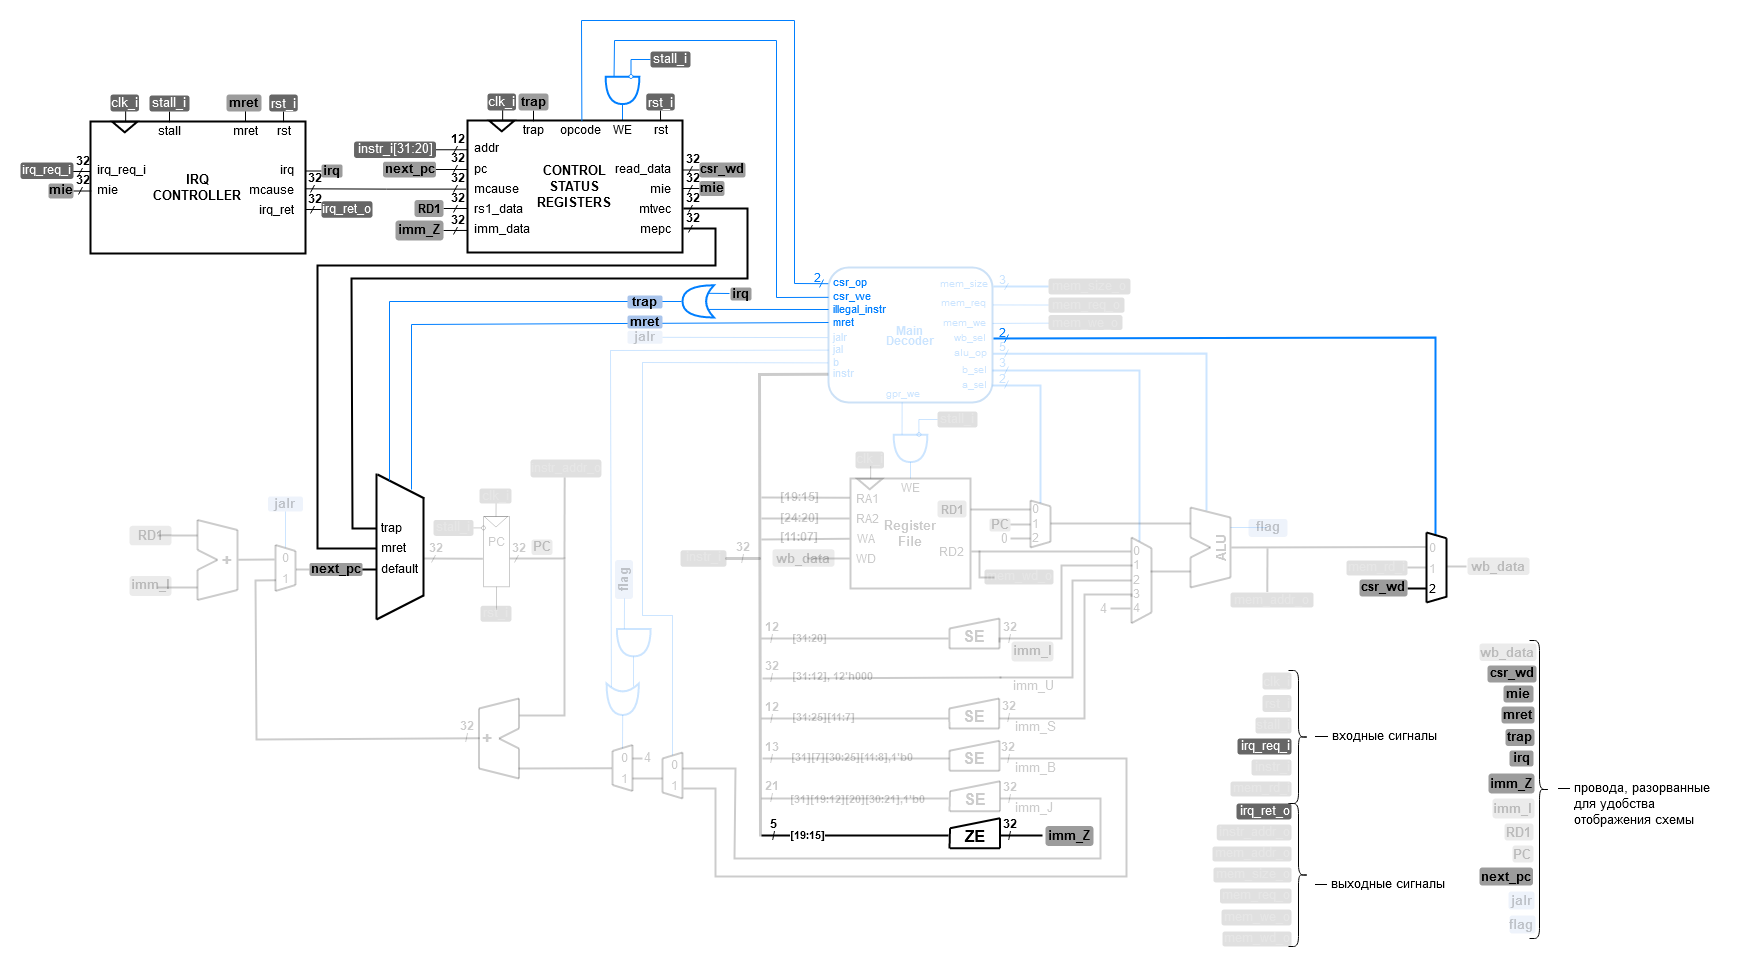 stall_i
clk_i
stall_i
mret
rst_i
clk_i
trap
rst_i
stall
mret
rst
trap
opcode
WE
rst
irq_req_i
32
irq_req_i
mie
32
mie
IRQ
CONTROLLER
irq
irq
mcause
32
irq_ret
32
irq_ret_o
instr_i[31:20]
12
addr
next_pc
32
pc
32
mcause
RD1
32
rs1_data
imm_Z
32
imm_data
CONTROL
STATUS
REGISTERS
read_data
32
csr_wd
mie
32
mie
mtvec
32
mepc
32
2
csr_op
csr_we
illegal_instr
mret
jalr
jal
b
instr
Main
Decoder
mem_size
3
mem_size_o
mem_req
mem_req_o
mem_we
mem_we_o
wb_sel
2
alu_op
5
b_sel
3
a_sel
2
gpr_we
stall_i
irq
trap
mret
jalr
jalr
RD1
imm_I
+
0
1
next_pc
trap
mret
default
32
PC
32
PC
clk_i
WE
[19:15]
RA1
[24:20]
RA2
[11:07]
WA
wb_data
WD
Register
File
RD1
RD2
32
PC
0
0
1
2
0
1
2
3
4
4
ALU
flag
0
1
2
csr_wd
wb_data
flag
12
[31:20]
SE
32
imm_I
32
[31:12], 12'h000
imm_U
12
[31:25][11:7]
SE
32
imm_S
13
[31][7][30:25][11:8],1'b0
SE
32
imm_B
21
[31][19:12][20][30:21],1'b0
SE
32
imm_J
5
[19:15]
ZE
32
imm_Z
32
+
0
1
4
0
1
irq_req_i
— входные сигналы
irq_ret_o
— выходные сигналы
wb_data
csr_wd
mie
mret
trap
irq
imm_Z
imm_I
RD1
PC
next_pc
jalr
flag
— провода, разорванные
для удобства
отображения схемы